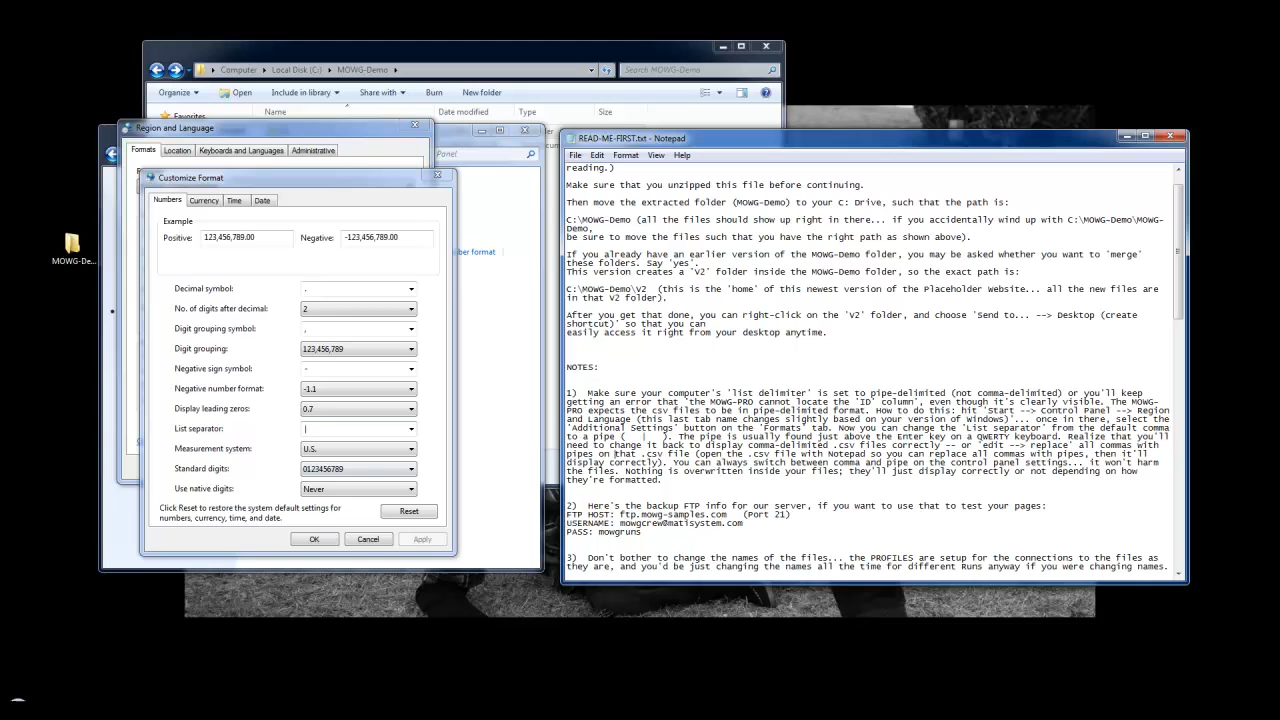 Computer
Local Disk (C:)
MOWG-Demo
Search MOWG-Demo
Organize
Open
Include in library
Share with
Burn
New folder
Favorites
Name
Date modified
Type
Size
MOWG-De...
Region and Language
Formats
Location
Keyboards and Languages
Administrative
Panel
Customize Format
Numbers
Currency
Time
Date
Example
Positive:
123,456,789.00
Negative:
-123,456,789.00
Decimal symbol:
.
No. of digits after decimal:
2
Digit grouping symbol:
,
Digit grouping:
123,456,789
Negative sign symbol:
-
Negative number format:
-1.1
Display leading zeros:
0.7
List separator:
|
Measurement system:
U.S.
Standard digits:
0123456789
Use native digits:
Never
Click Reset to restore the system default settings for
numbers, currency, time, and date.
Reset
OK
Cancel
Apply
READ-ME-FIRST.txt - Notepad
File
Edit
Format
View
Help
reading.)
Make sure that you unzipped this file before continuing.
Then move the extracted folder (MOWG-Demo) to your C: Drive, such that the path is:
C:\MOWG-Demo (all the files should show up right in there... if you accidentally wind up with C:\MOWG-Demo\MOWG-
Demo,
be sure to move the files such that you have the right path as shown above).
If you already have an earlier version of the MOWG-Demo folder, you may be asked whether you want to 'merge'
these folders. Say 'yes'.
This version creates a 'v2' folder inside the MOWG-Demo folder, so the exact path is:
C:\MOWG-Demo\V2 (this is the 'home' of this newest version of the Placeholder Website... all the new files are
in that V2 folder).
After you get that done, you can right-click on the 'v2' folder, and choose 'Send to... --> Desktop (create
shortcut)' so that you can
easily access it right from your desktop anytime.
NOTES:
1) Make sure your computer's 'list delimiter' is set to pipe-delimited (not comma-delimited) or you'll keep
getting an error that 'the MOWG-PRO cannot locate the 'ID' column', even though it's clearly visible. The MOWG-
PRO expects the csv files to be in pipe-delimited format. How to do this: hit 'Start --> Control Panel --> Region
and Language (this last tab name changes slightly based on your version of Windows)'... once in there, select the
'Additional Settings' button on the 'Formats' tab. Now you can change the 'List separator' from the default comma
to a pipe ( | ). The pipe is usually found just above the Enter key on a QWERTY keyboard. Realize that you'll
need to change it back to display comma-delimited .csv files correctly -- or 'edit --> replace' all commas with
pipes on that .csv file (open the .csv file with Notepad so you can replace all commas with pipes, then it'll
display correctly). You can always switch between comma and pipe on the control panel settings... it won't harm
the files. Nothing is overwritten inside your files; they'll just display correctly or not depending on how
they're formatted.
2) Here's the backup FTP info for our server, if you want to use that to test your pages:
FTP HOST: ftp.mowg-samples.com (Port 21)
USERNAME: mowgcrew@matisystem.com
PASS: mowgruns
3) Don't bother to change the names of the files... the PROFILES are setup for the connections to the files as
they are, and you'd be just changing the names all the time for different Runs anyway if you were changing names.